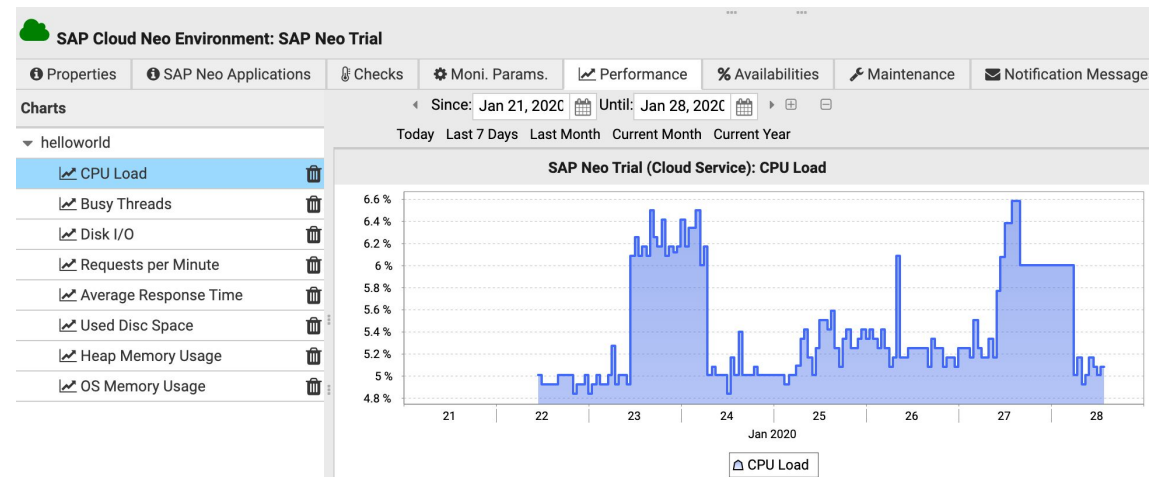 SAP Cloud Neo Environment: SAP Neo Trial
Properties SAP Neo Applications Checks Moni. Params. Performance Availabilities Maintenance Notification Message
Charts
Since: Jan 21, 2020 Until: Jan 28, 2020
Today Last 7 Days Last Month Current Month Current Year
helloworld
CPU Load
Busy Threads
Disk I/O
Requests per Minute
Average Response Time
Used Disc Space
Heap Memory Usage
OS Memory Usage
SAP Neo Trial (Cloud Service): CPU Load
6.6 %
6.4 %
6.2 %
6 %
5.8 %
5.6 %
5.4 %
5.2 %
5 %
4.8 %
21 22 23 24 25 26 27 28
Jan 2020
CPU Load